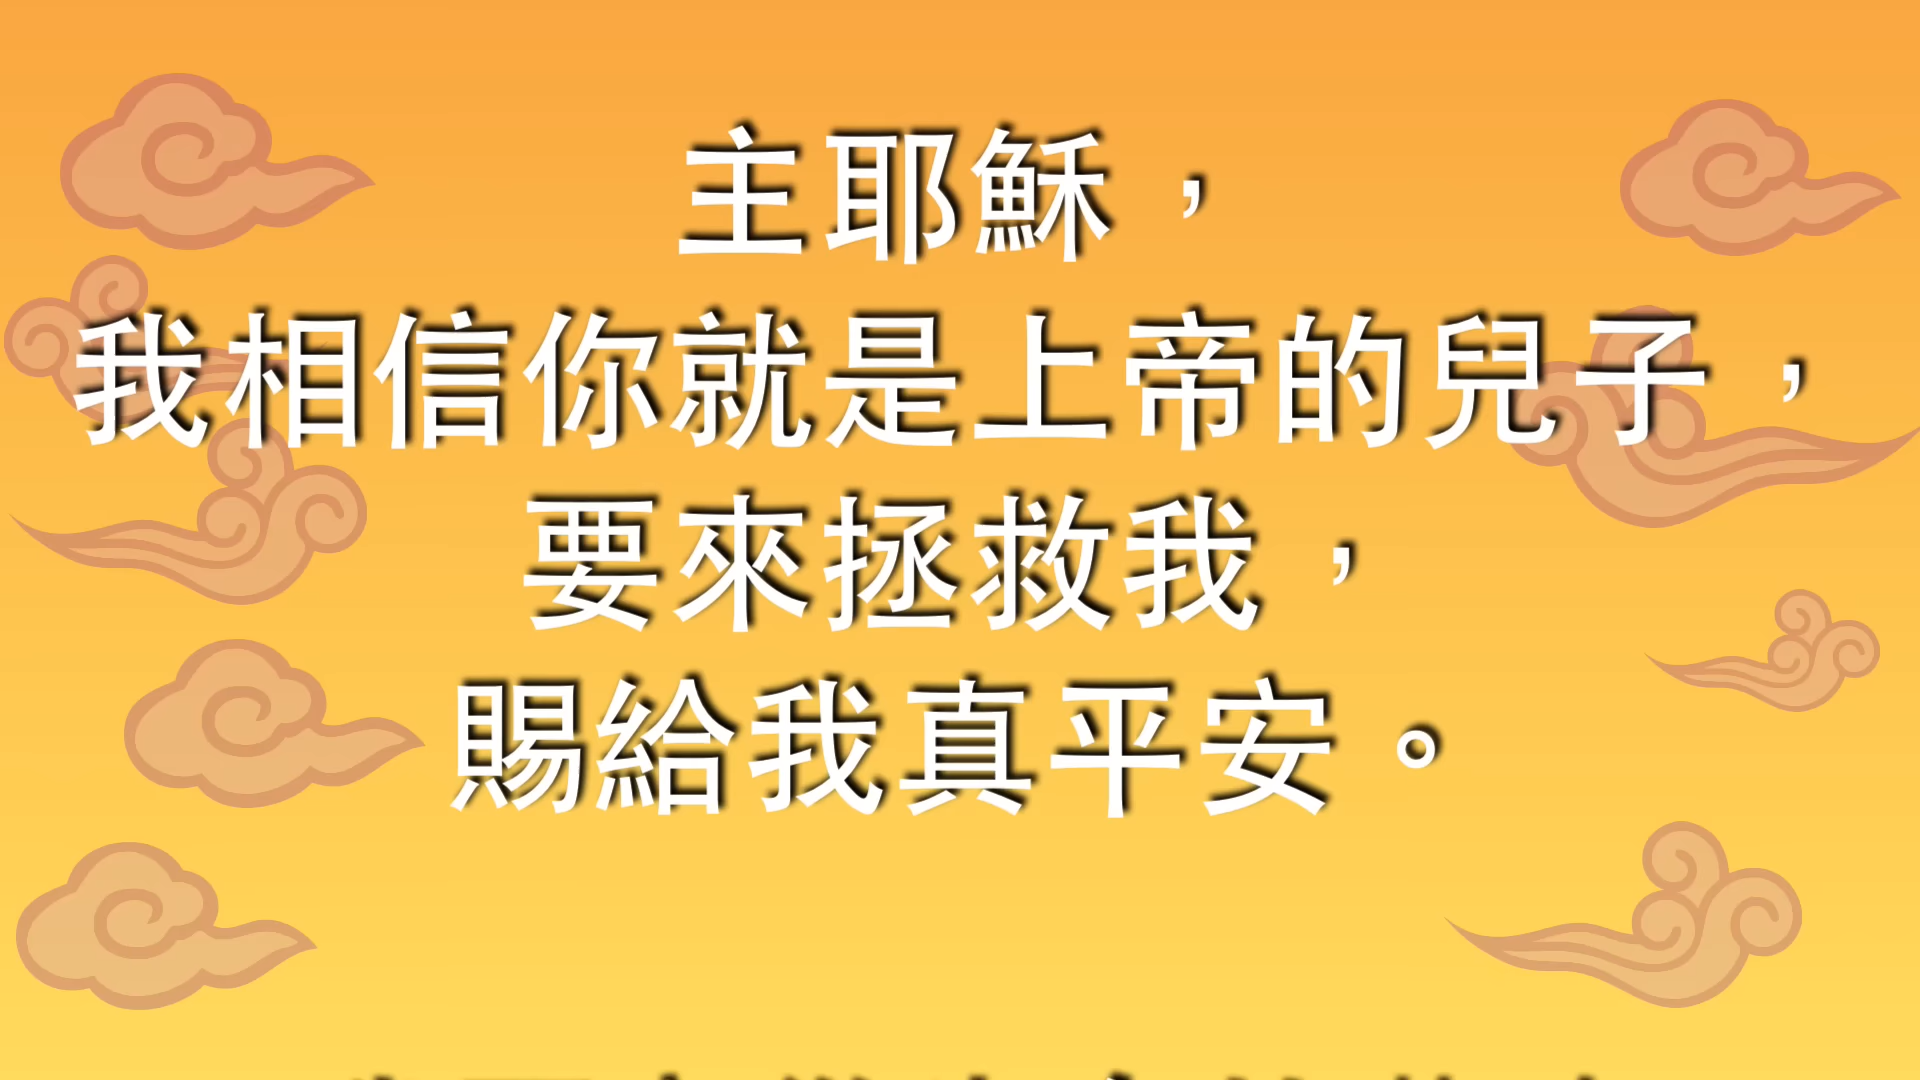 主耶穌，
我相信你就是上帝的兒子，
要來拯救我，
賜給我真平安。